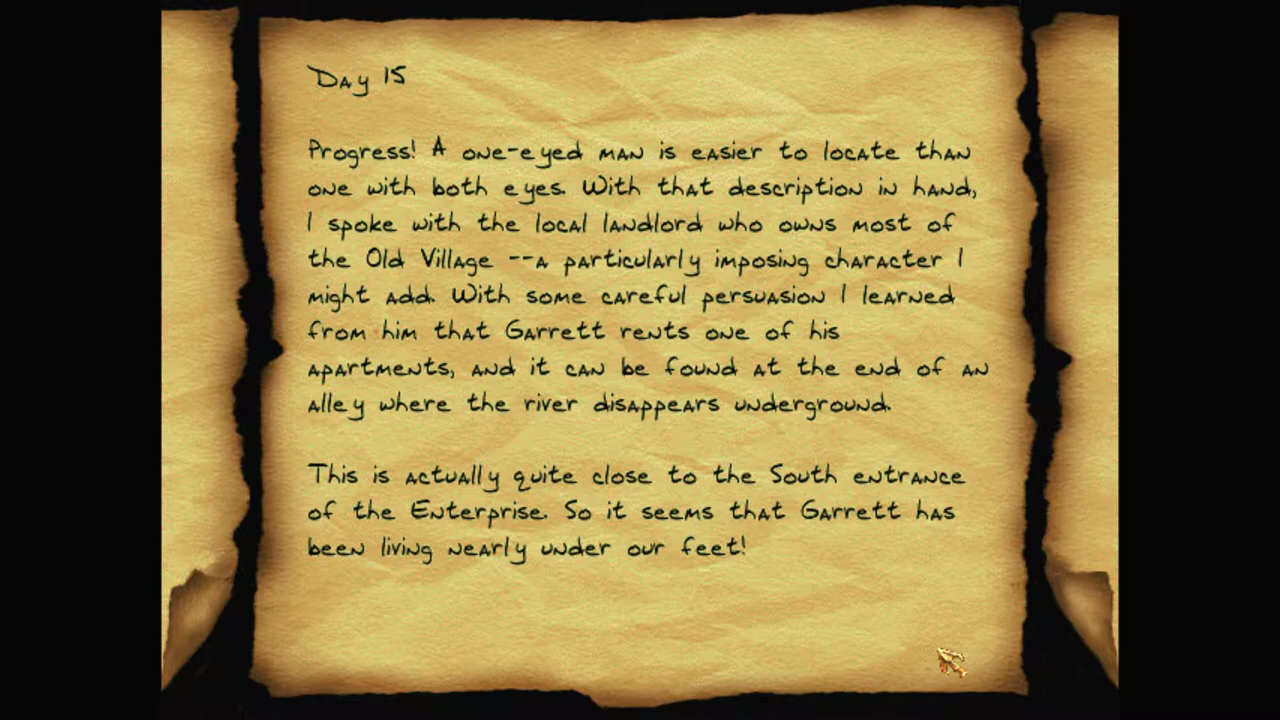 Day 15
Progress! A one-eyed man is easier to locate than
one with both eyes. With that description in hand,
I spoke with the local landlord who owns most of
the Old Village --a particularly imposing character I
might add. With some careful persuasion I learned
from him that Garrett rents one of his
apartments, and it can be found at the end of an
alley where the river disappears underground.
This is actually quite close to the South entrance
of the Enterprise. So it seems that Garrett has
been living nearly under our feet!